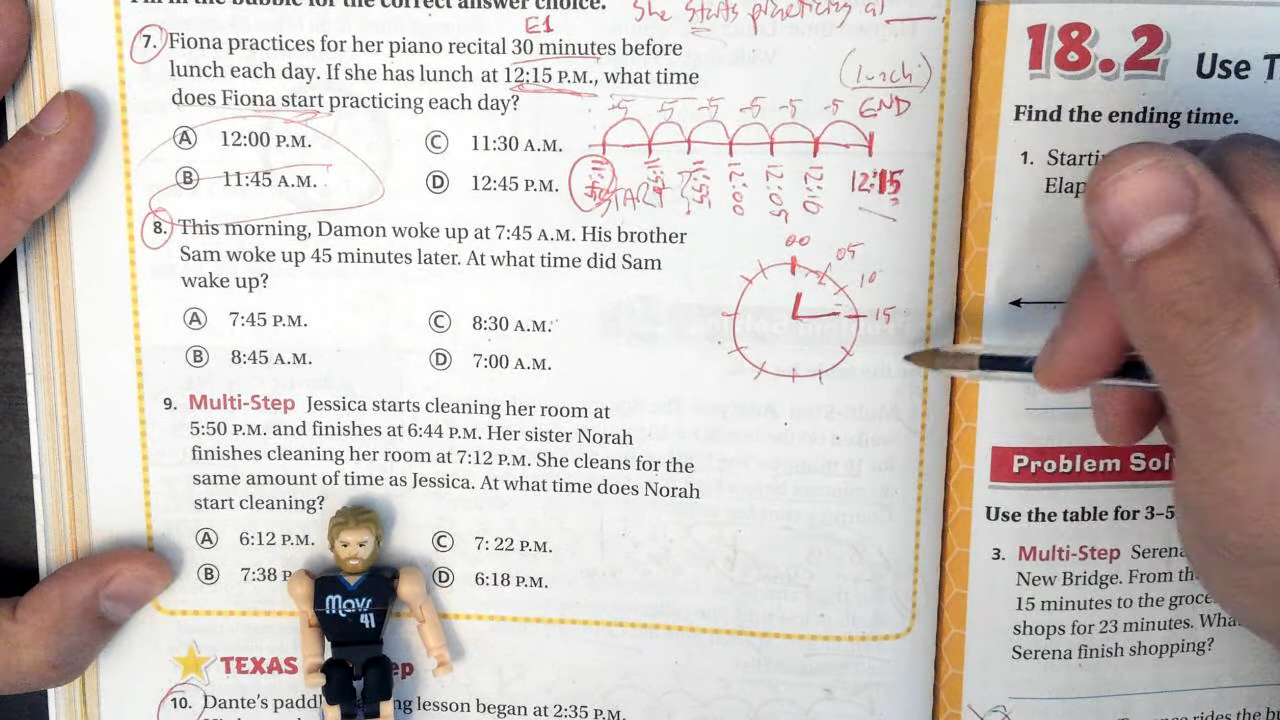 for the correct answer choice.
She starts practicing at
E1
7. Fiona practices for her piano recital 30 minutes before
lunch each day. If she has lunch at 12:15 P.M., what time
does Fiona start practicing each day?
A 12:00 P.M.
C 11:30 A.M.
B 11:45 A.M.
D 12:45 P.M.
(lunch)
-5 -5 -5 -5 -5 -5 END
11:45 11:50 11:55 12:00 12:05 12:10 12:15
START
8. This morning, Damon woke up at 7:45 A.M. His brother
Sam woke up 45 minutes later. At what time did Sam
wake up?
A 7:45 P.M.
C 8:30 A.M.
B 8:45 A.M.
D 7:00 A.M.
00
05
10
15
9. Multi-Step Jessica starts cleaning her room at
5:50 P.M. and finishes at 6:44 P.M. Her sister Norah
finishes cleaning her room at 7:12 P.M. She cleans for the
same amount of time as Jessica. At what time does Norah
start cleaning?
A 6:12 P.M.
C 7:22 P.M.
B 7:38 P
D 6:18 P.M.
Mavs
41
TEXAS
10. Dante's paddl ng lesson began at 2:35 P.M.
18.2 Use T
Find the ending time.
1. Starti
Elap
Problem Sol
Use the table for 3–5
3. Multi-Step Serena
New Bridge. From th
15 minutes to the groce
shops for 23 minutes. Wha
Serena finish shopping?
rides the b